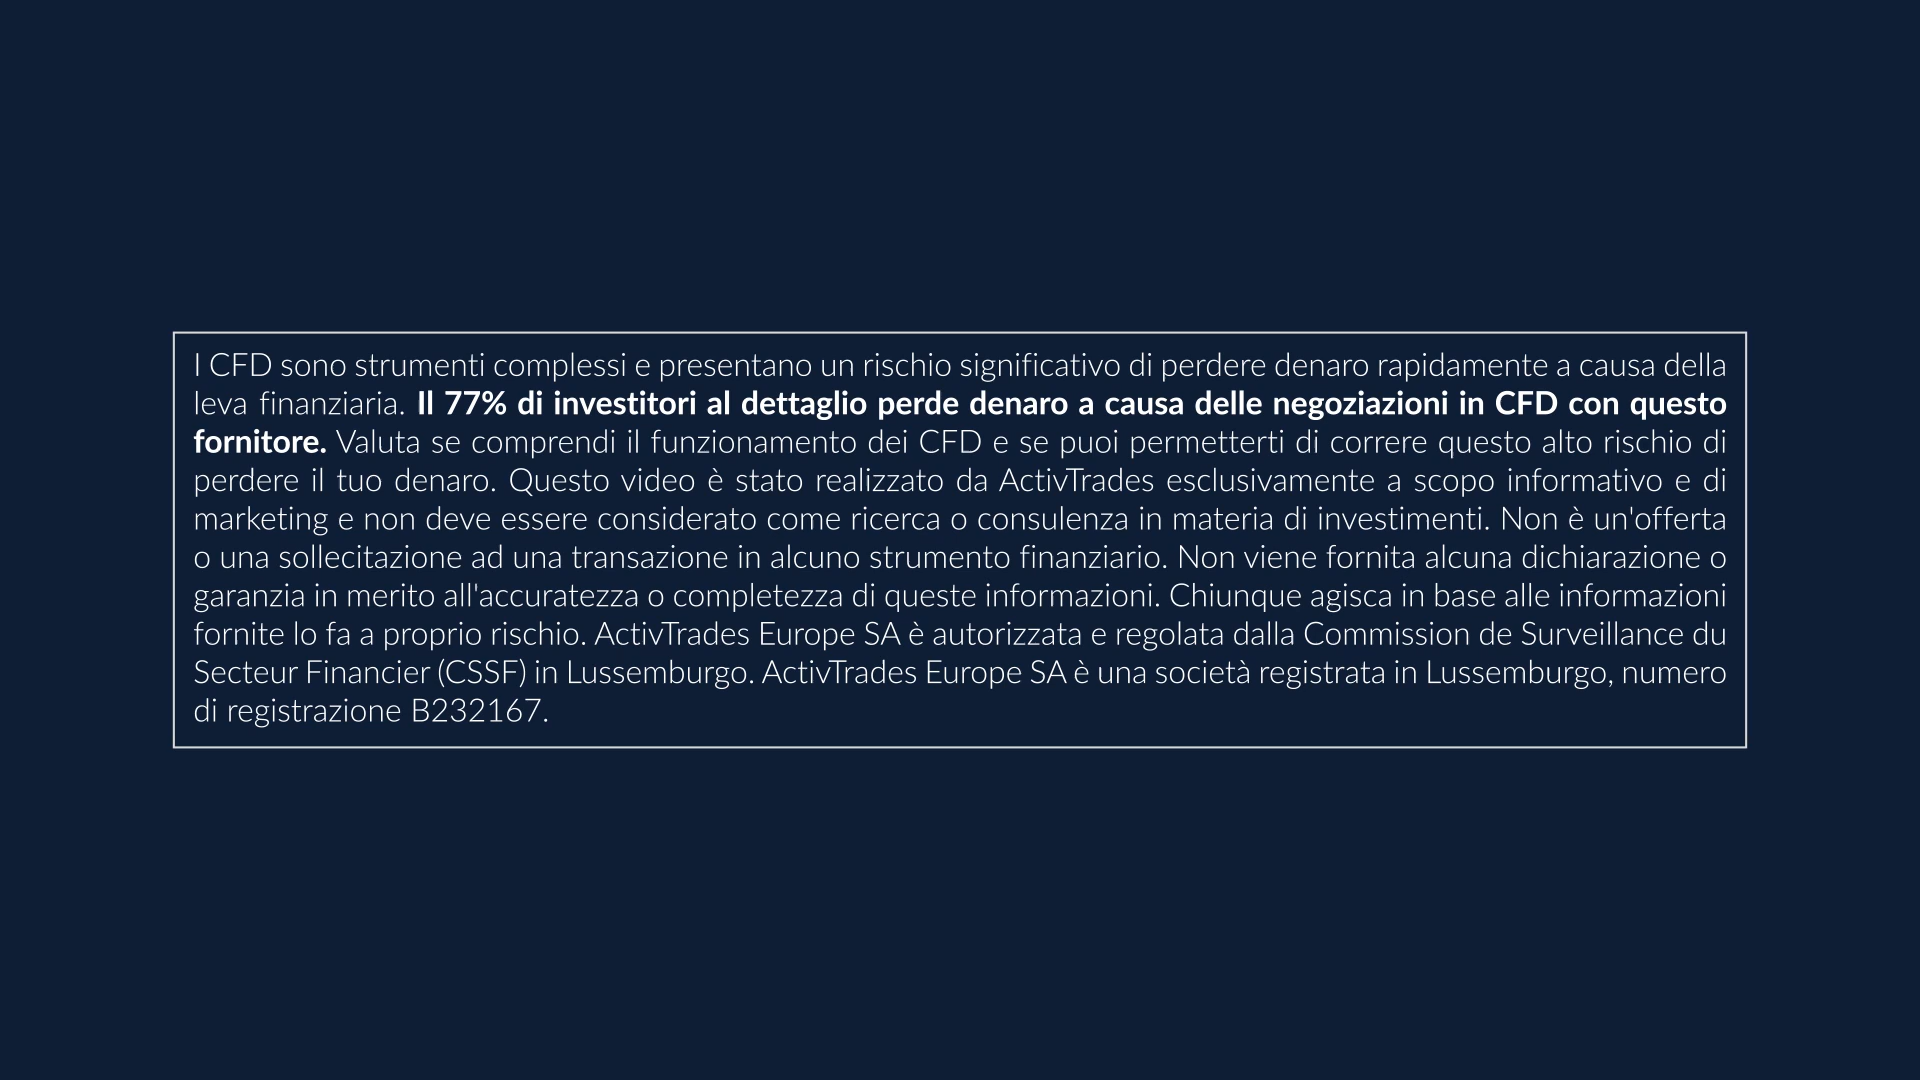 I CFD sono strumenti complessi e presentano un rischio significativo di perdere denaro rapidamente a causa della
leva finanziaria. Il 77% di investitori al dettaglio perde denaro a causa delle negoziazioni in CFD con questo
fornitore. Valuta se comprendi il funzionamento dei CFD e se puoi permetterti di correre questo alto rischio di
perdere il tuo denaro. Questo video è stato realizzato da ActivTrades esclusivamente a scopo informativo e di
marketing e non deve essere considerato come ricerca o consulenza in materia di investimenti. Non è un'offerta
o una sollecitazione ad una transazione in alcuno strumento finanziario. Non viene fornita alcuna dichiarazione o
garanzia in merito all'accuratezza o completezza di queste informazioni. Chiunque agisca in base alle informazioni
fornite lo fa a proprio rischio. ActivTrades Europe SA è autorizzata e regolata dalla Commission de Surveillance du
Secteur Financier (CSSF) in Lussemburgo. ActivTrades Europe SA è una società registrata in Lussemburgo, numero
di registrazione B232167.